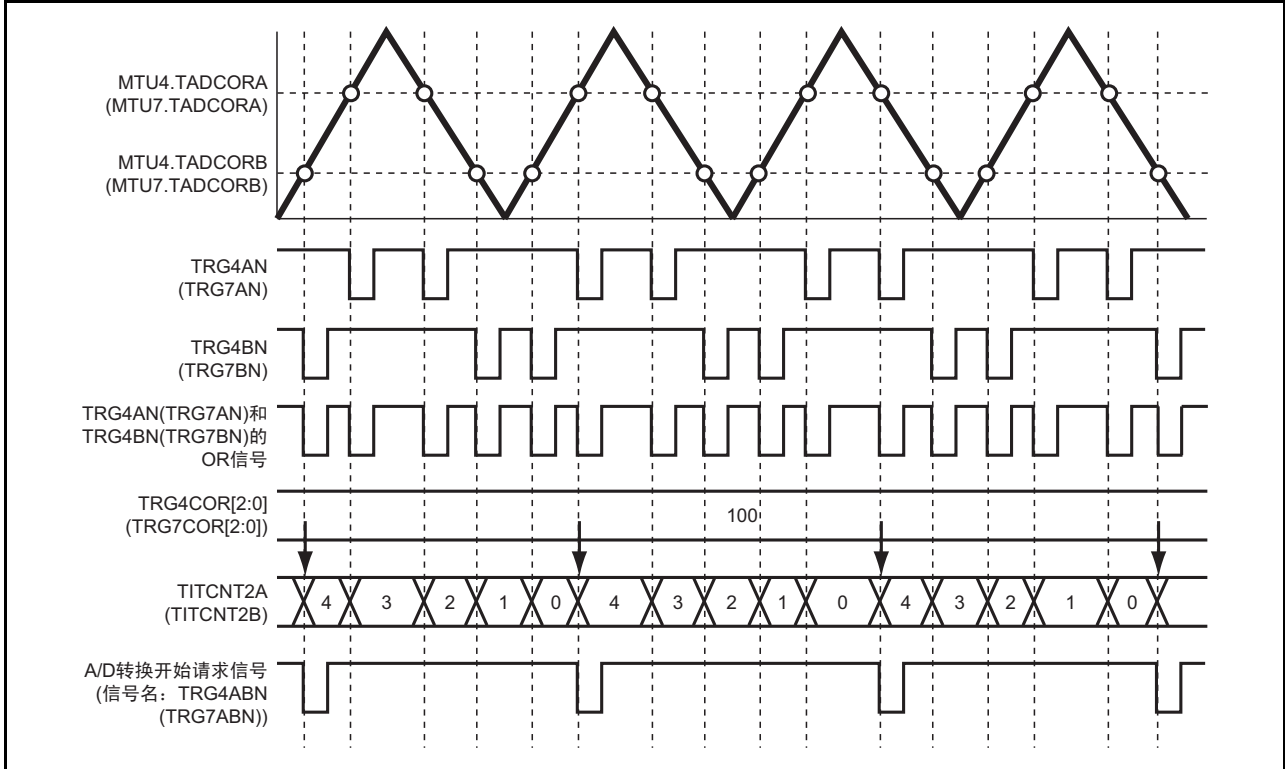 MTU4.TADCORA
(MTU7.TADCORA)
MTU4.TADCORB
(MTU7.TADCORB)
TRG4AN
(TRG7AN)
TRG4BN
(TRG7BN)
TRG4AN(TRG7AN)和
TRG4BN(TRG7BN)的
OR信号
TRG4COR[2:0]
(TRG7COR[2:0])
100
TITCNT2A
(TITCNT2B)
4 3 2 1 0 4 3 2 1 0 4 3 2 1 0
A/D转换开始请求信号
(信号名：TRG4ABN
(TRG7ABN))